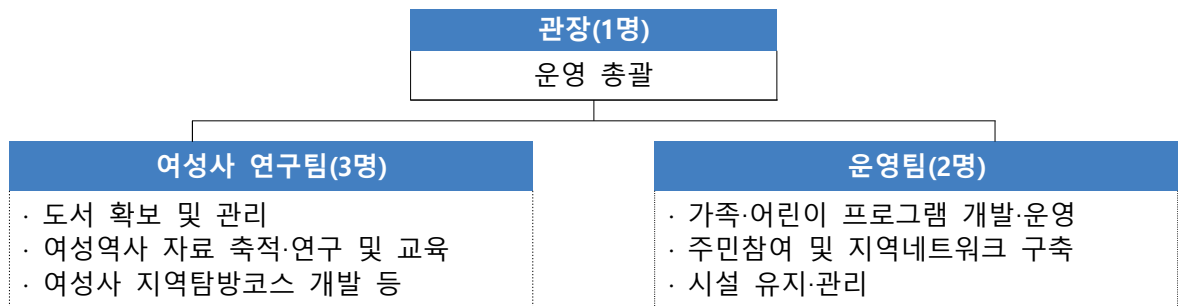 관장(1명)
운영 총괄
여성사 연구팀(3명)
· 도서 확보 및 관리
· 여성역사 자료 축적·연구 및 교육
· 여성사 지역탐방코스 개발 등
운영팀(2명)
· 가족·어린이 프로그램 개발·운영
· 주민참여 및 지역네트워크 구축
· 시설 유지·관리